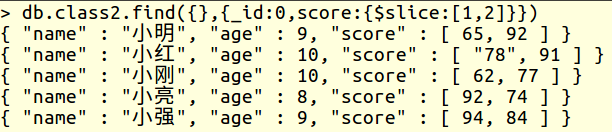 > db.class2.find({},{_id:0,score:{$slice:[1,2]}})
{ "name" : "小明", "age" : 9, "score" : [ 65, 92 ] }
{ "name" : "小红", "age" : 10, "score" : [ "78", 91 ] }
{ "name" : "小刚", "age" : 10, "score" : [ 62, 77 ] }
{ "name" : "小亮", "age" : 8, "score" : [ 92, 74 ] }
{ "name" : "小强", "age" : 9, "score" : [ 94, 84 ] }